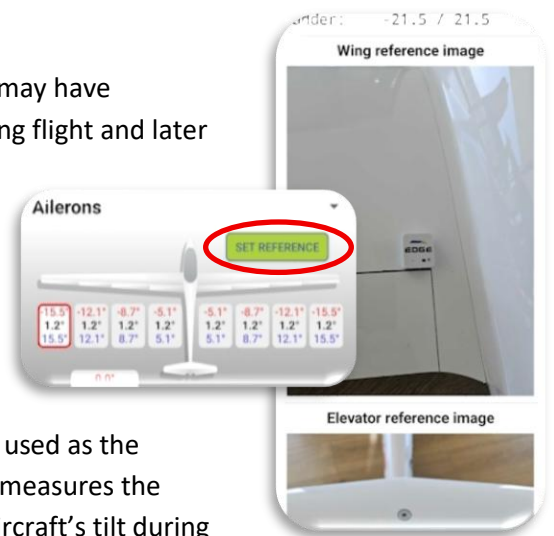 may have
ng flight and later
used as the
measures the
ircraft's tilt during
Ailerons
SET REFERENCE
-15.5° -12.1° -8.7° -5.1° -5.1° -8.7° -12.1° -15.5°
1.2° 1.2° 1.2° 1.2° 1.2° 1.2° 1.2° 1.2°
15.5° 12.1° 8.7° 5.1° 5.1° 8.7° 12.1° 15.5°
0.0°
udder: -21.5 / 21.5
Wing reference image
EDGE
Elevator reference image